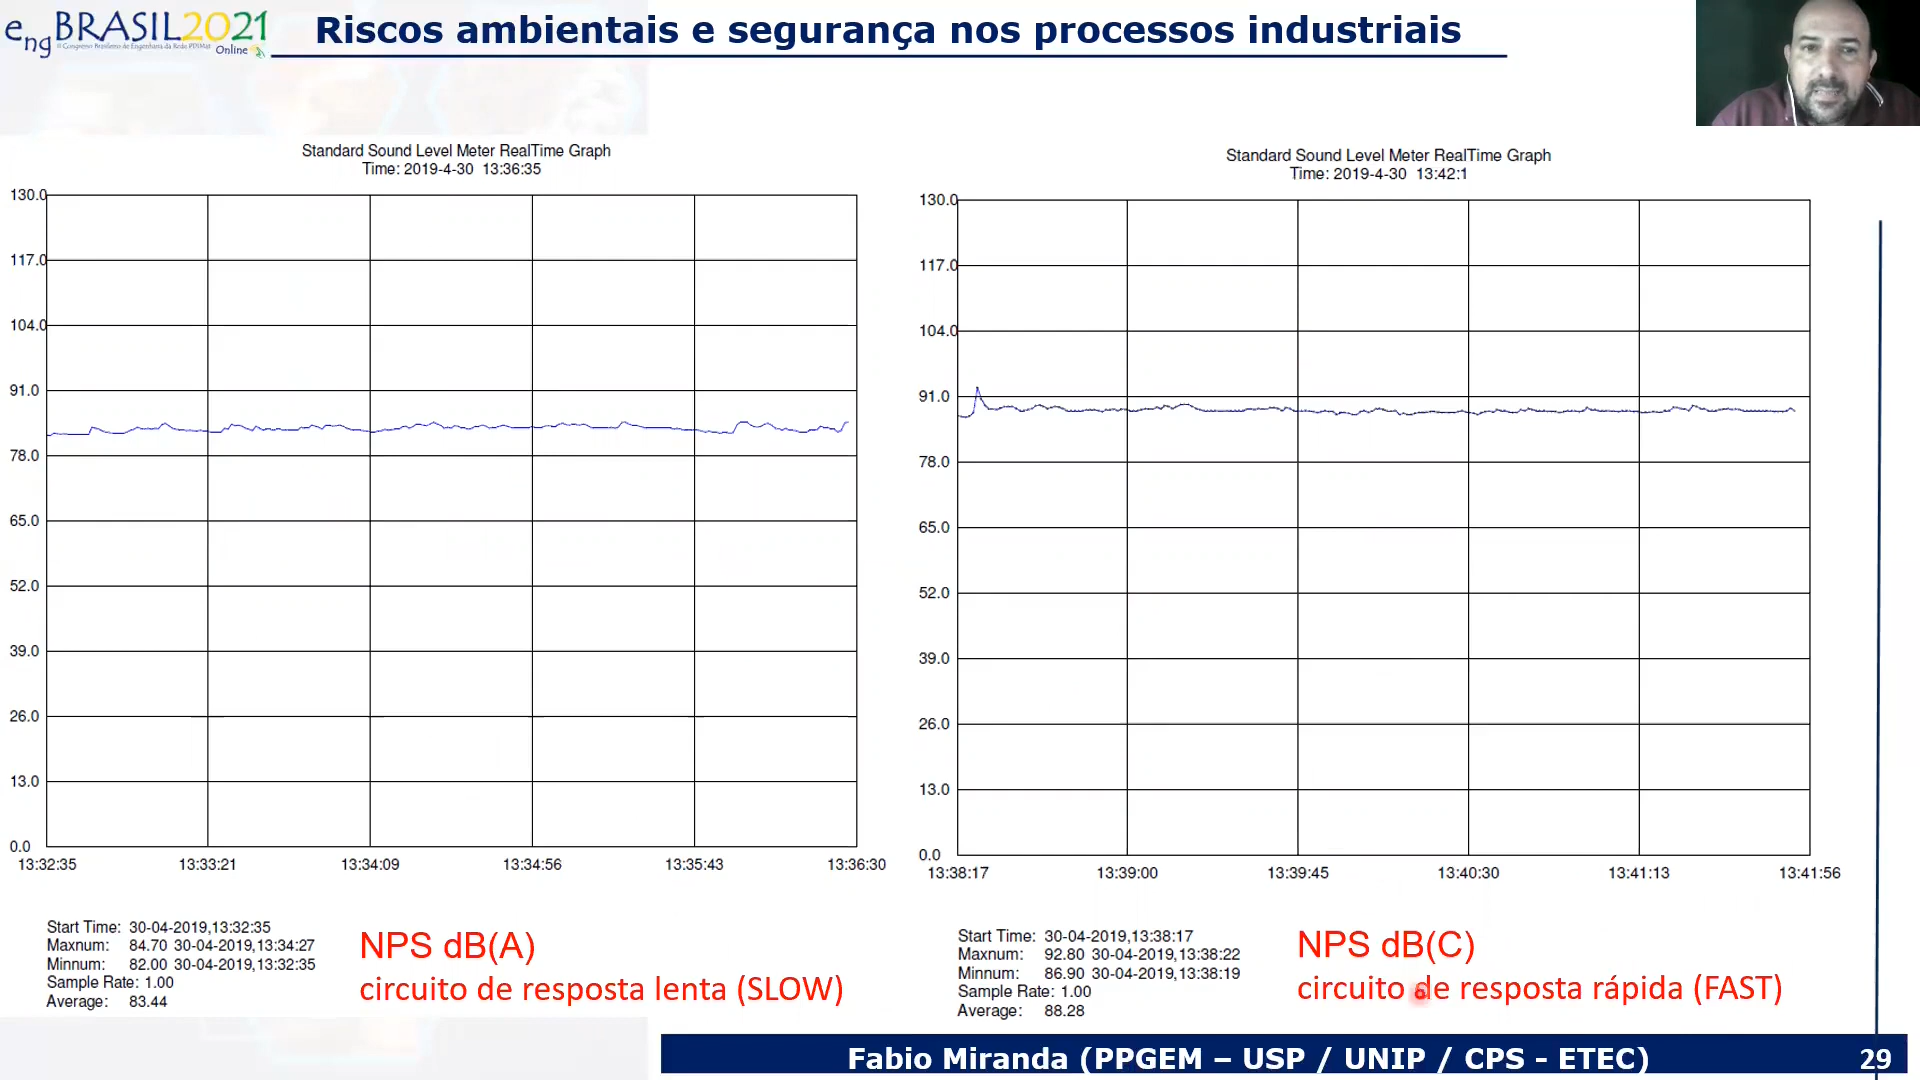 engBRASIL2021
II Congresso Brasileiro de Engenharia da Rede PDIMat
Online
Riscos ambientais e segurança nos processos industriais
Standard Sound Level Meter RealTime Graph
Time: 2019-4-30 13:36:35
130.0
117.0
104.0
91.0
78.0
65.0
52.0
39.0
26.0
13.0
0.0
13:32:35 13:33:21 13:34:09 13:34:56 13:35:43 13:36:30
Start Time: 30-04-2019,13:32:35
Maxnum: 84.70 30-04-2019,13:34:27
Minnum: 82.00 30-04-2019,13:32:35
Sample Rate: 1.00
Average: 83.44
NPS dB(A)
circuito de resposta lenta (SLOW)
Standard Sound Level Meter RealTime Graph
Time: 2019-4-30 13:42:1
130.0
117.0
104.0
91.0
78.0
65.0
52.0
39.0
26.0
13.0
0.0
13:38:17 13:39:00 13:39:45 13:40:30 13:41:13 13:41:56
Start Time: 30-04-2019,13:38:17
Maxnum: 92.80 30-04-2019,13:38:22
Minnum: 86.90 30-04-2019,13:38:19
Sample Rate: 1.00
Average: 88.28
NPS dB(C)
circuito de resposta rápida (FAST)
Fabio Miranda (PPGEM – USP / UNIP / CPS - ETEC)
29